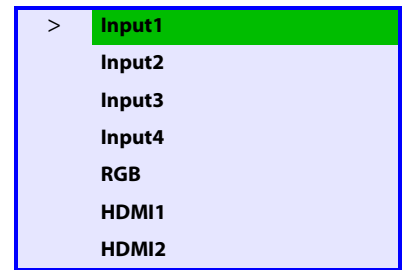 > Input1
Input2
Input3
Input4
RGB
HDMI1
HDMI2